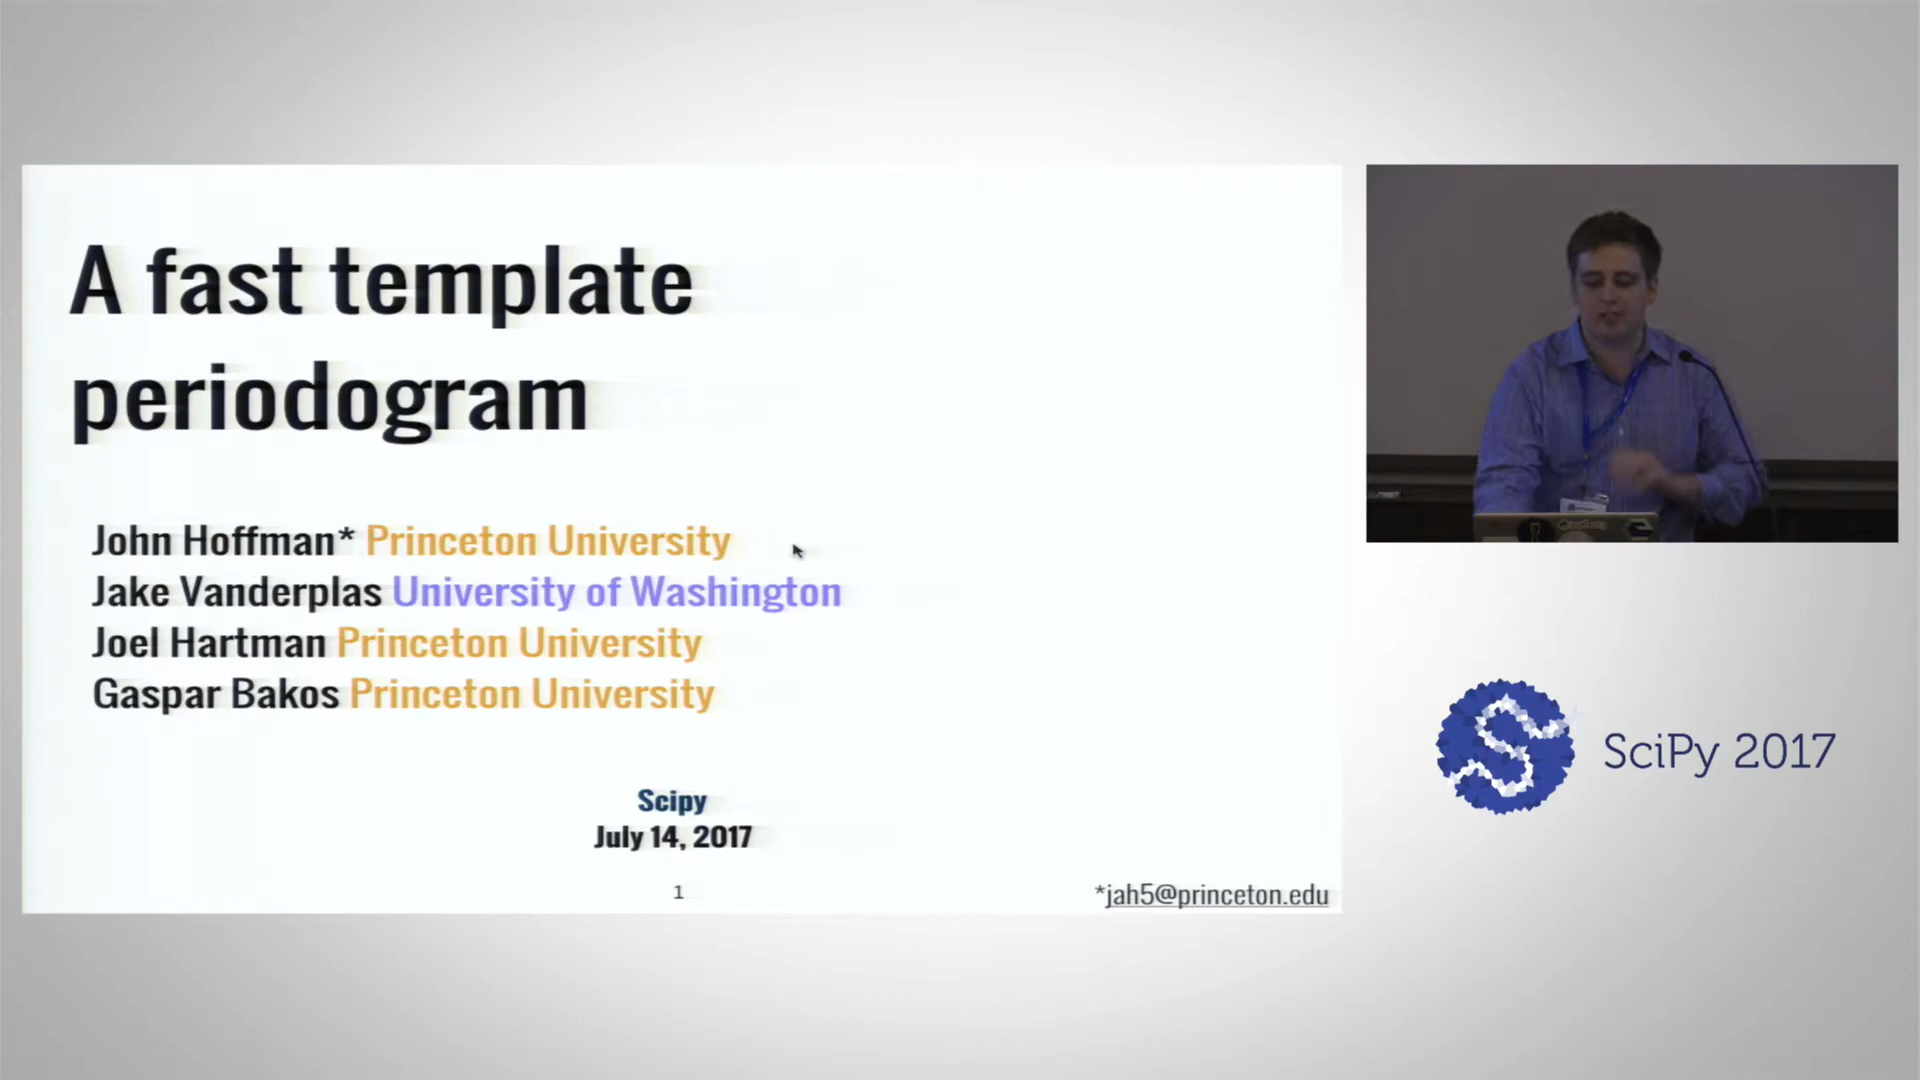 A fast template
periodogram
John Hoffman* Princeton University
Jake Vanderplas University of Washington
Joel Hartman Princeton University
Gaspar Bakos Princeton University
Scipy
July 14, 2017
1
*jah5@princeton.edu
SciPy 2017